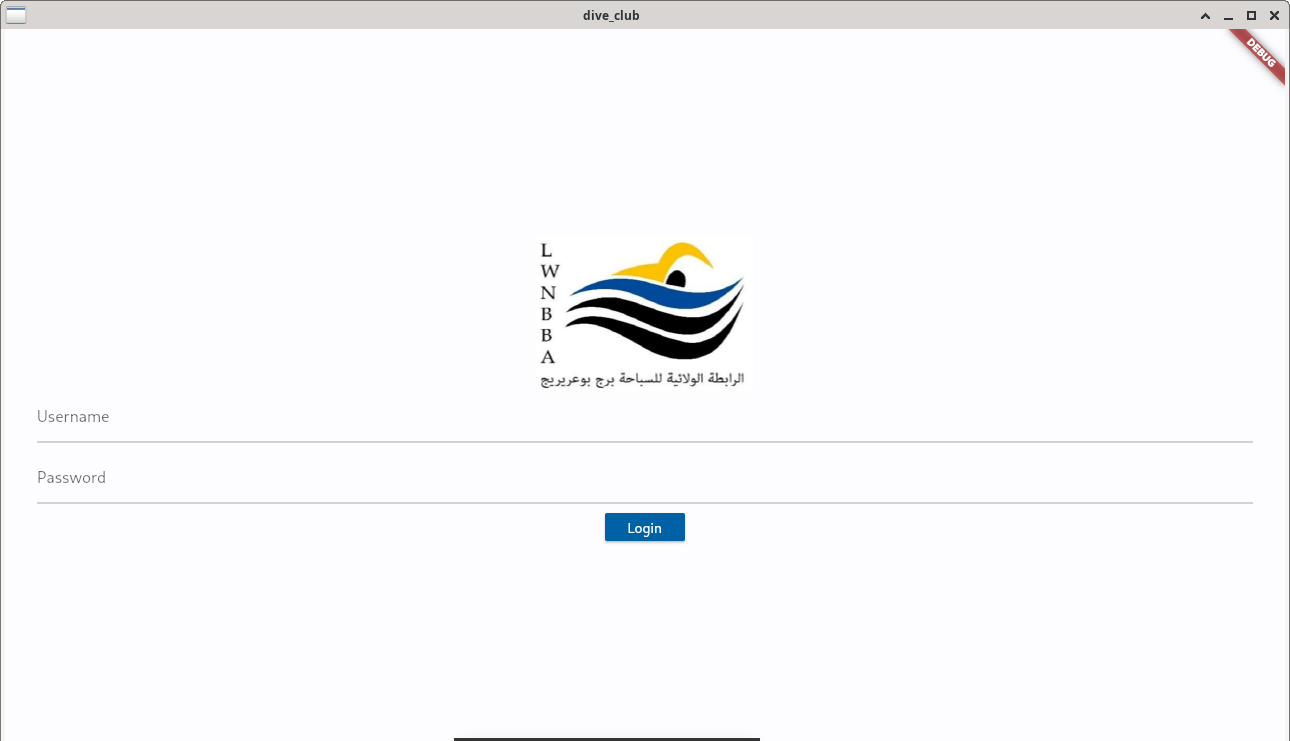 dive_club
DEBUG
L
W
N
B
B
A
الرابطة الولائية للسباحة برج بوعريريج
Username
Password
Login